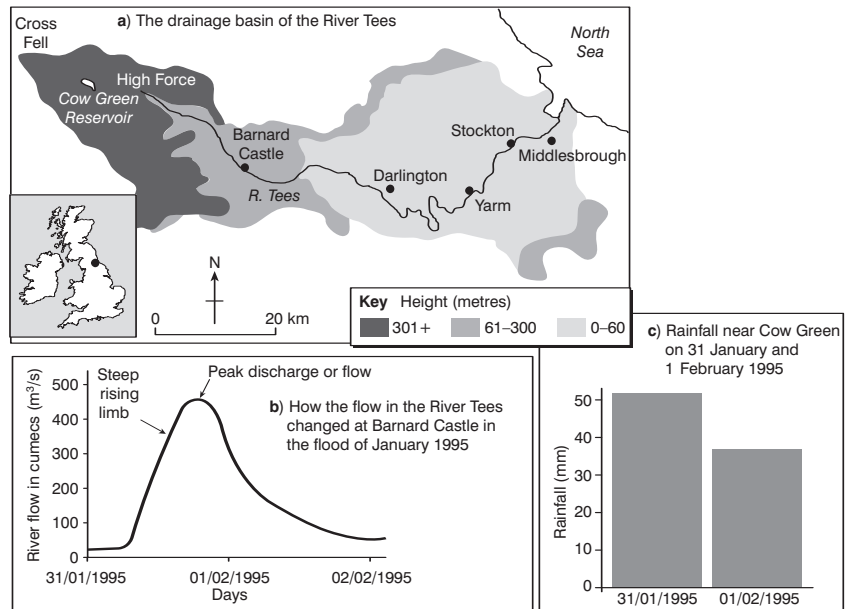 a) The drainage basin of the River Tees
Cross
Fell
North
Sea
High Force
Cow Green
Reservoir
Barnard
Castle
Stockton
Middlesbrough
Darlington
R. Tees
Yarm
N
0 20 km
Key Height (metres)
301+ 61–300 0–60
b) How the flow in the River Tees
changed at Barnard Castle in
the flood of January 1995
Steep
rising
limb
Peak discharge or flow
River flow in cumecs (m³/s)
500
400
300
200
100
0
31/01/1995 01/02/1995 02/02/1995
Days
c) Rainfall near Cow Green
on 31 January and
1 February 1995
Rainfall (mm)
50
40
30
20
10
0
31/01/1995 01/02/1995